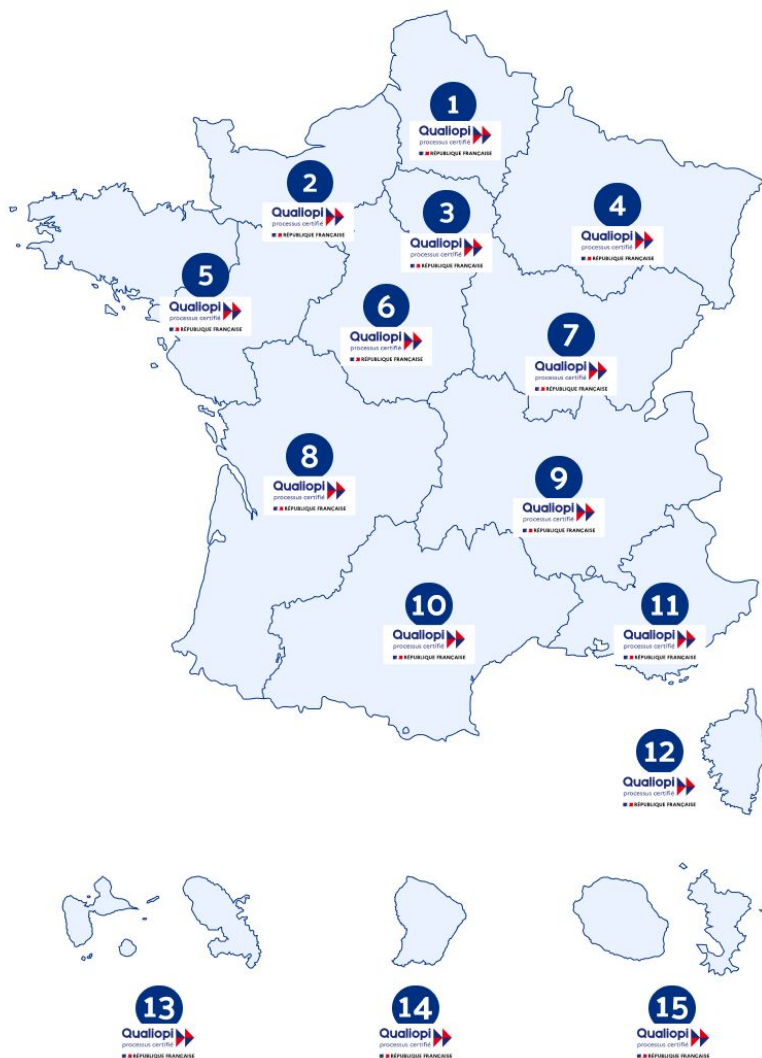 1
Qualiopi
processus certifié
RÉPUBLIQUE FRANÇAISE
2
Qualiopi
processus certifié
RÉPUBLIQUE FRANÇAISE
3
Qualiopi
processus certifié
RÉPUBLIQUE FRANÇAISE
4
Qualiopi
processus certifié
RÉPUBLIQUE FRANÇAISE
5
Qualiopi
processus certifié
RÉPUBLIQUE FRANÇAISE
6
Qualiopi
processus certifié
RÉPUBLIQUE FRANÇAISE
7
Qualiopi
processus certifié
RÉPUBLIQUE FRANÇAISE
8
Qualiopi
processus certifié
RÉPUBLIQUE FRANÇAISE
9
Qualiopi
processus certifié
RÉPUBLIQUE FRANÇAISE
10
Qualiopi
processus certifié
RÉPUBLIQUE FRANÇAISE
11
Qualiopi
processus certifié
RÉPUBLIQUE FRANÇAISE
12
Qualiopi
processus certifié
RÉPUBLIQUE FRANÇAISE
13
Qualiopi
processus certifié
RÉPUBLIQUE FRANÇAISE
14
Qualiopi
processus certifié
RÉPUBLIQUE FRANÇAISE
15
Qualiopi
processus certifié
RÉPUBLIQUE FRANÇAISE